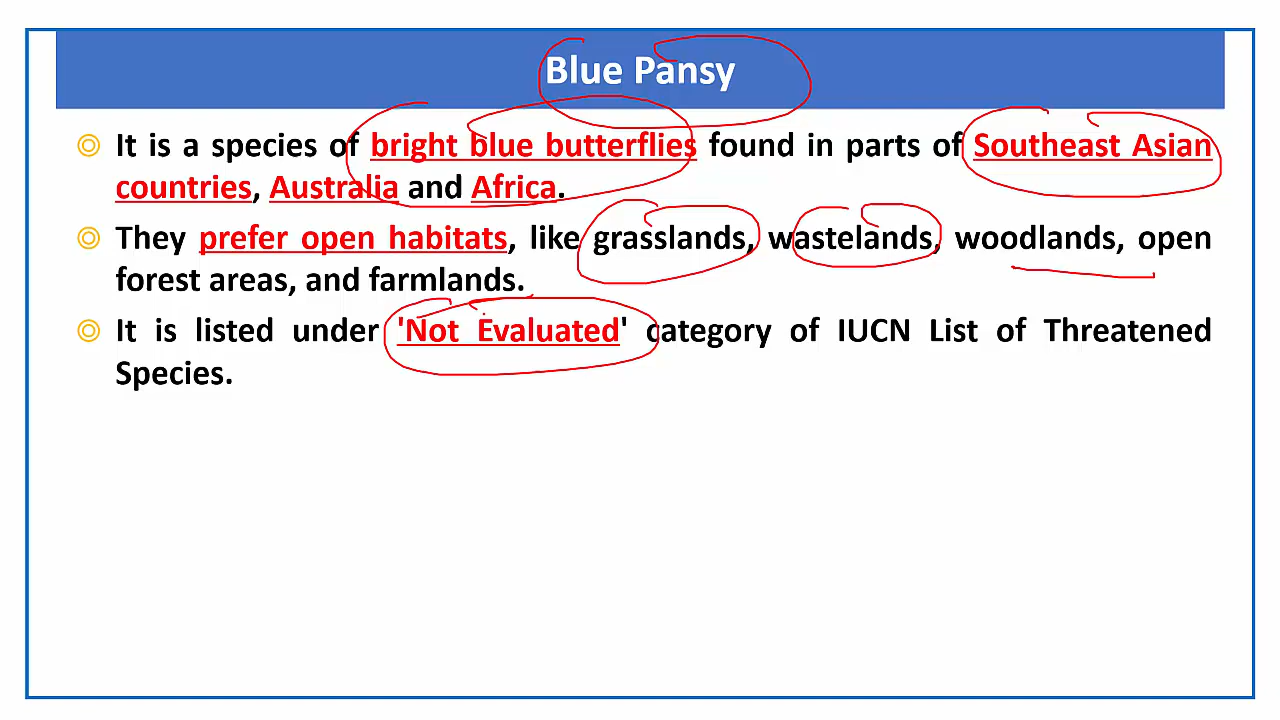 Blue Pansy
It is a species of bright blue butterflies found in parts of Southeast Asian
countries, Australia and Africa.
They prefer open habitats, like grasslands, wastelands, woodlands, open
forest areas, and farmlands.
It is listed under 'Not Evaluated' category of IUCN List of Threatened
Species.